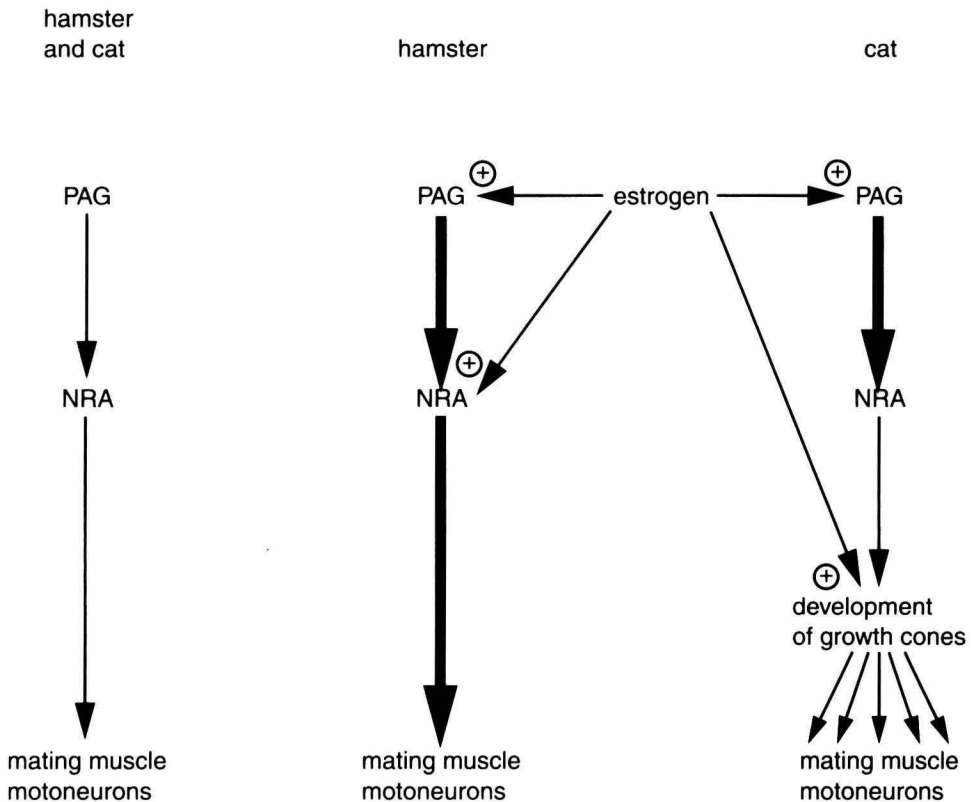 hamster
and cat
hamster
cat
PAG
PAG
+
estrogen
+
PAG
NRA
+
NRA
NRA
+
development
of growth cones
mating muscle
motoneurons
mating muscle
motoneurons
mating muscle
motoneurons